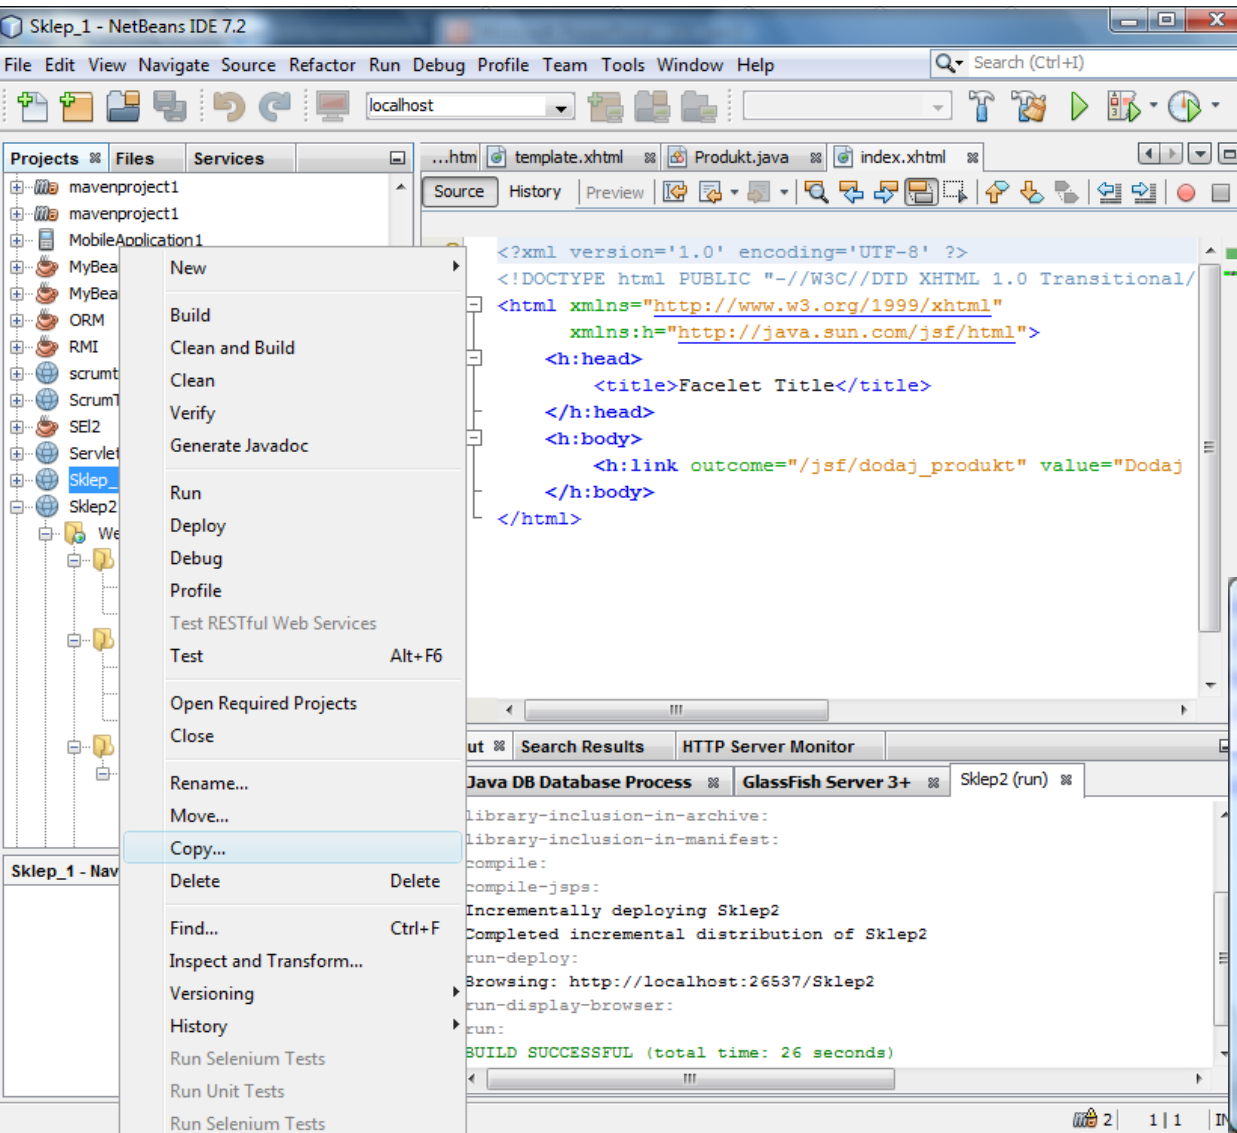 Sklep_1 - NetBeans IDE 7.2
File Edit View Navigate Source Refactor Run Debug Profile Team Tools Window Help
Search (Ctrl+I)
localhost
Projects Files Services
...htm template.xhtml Produkt.java index.xhtml
Source History Preview
mavenproject1
mavenproject1
MobileApplication1
MyBea
MyBea
ORM
RMI
scrumt
ScrumT
SEl2
Servlet
Sklep_
Sklep2
We
Sklep_1 - Nav
New
Build
Clean and Build
Clean
Verify
Generate Javadoc
Run
Deploy
Debug
Profile
Test RESTful Web Services
Test Alt+F6
Open Required Projects
Close
Rename...
Move...
Copy...
Delete Delete
Find... Ctrl+F
Inspect and Transform...
Versioning
History
Run Selenium Tests
Run Unit Tests
Run Selenium Tests
<?xml version='1.0' encoding='UTF-8' ?>
<!DOCTYPE html PUBLIC "-//W3C//DTD XHTML 1.0 Transitional/
<html xmlns="http://www.w3.org/1999/xhtml"
xmlns:h="http://java.sun.com/jsf/html">
<h:head>
<title>Facelet Title</title>
</h:head>
<h:body>
<h:link outcome="/jsf/dodaj_produkt" value="Dodaj
</h:body>
</html>
ut Search Results HTTP Server Monitor
Java DB Database Process GlassFish Server 3+ Sklep2 (run)
library-inclusion-in-archive:
library-inclusion-in-manifest:
compile:
compile-jsps:
Incrementally deploying Sklep2
Completed incremental distribution of Sklep2
run-deploy:
Browsing: http://localhost:26537/Sklep2
run-display-browser:
run:
BUILD SUCCESSFUL (total time: 26 seconds)
2 1 | 1 IN